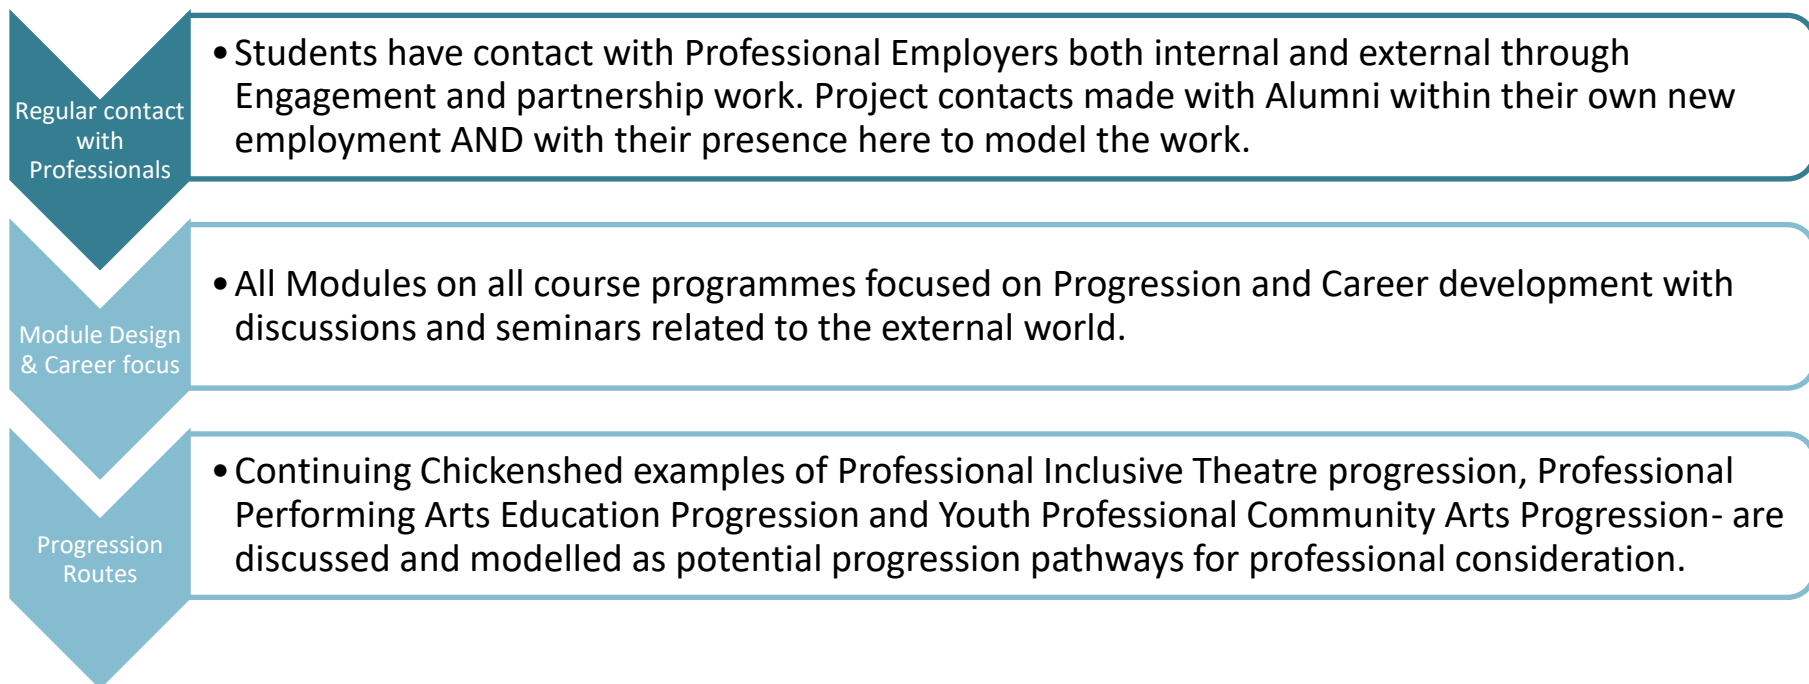 Regular contact
with
Professionals
•Students have contact with Professional Employers both internal and external through
Engagement and partnership work. Project contacts made with Alumni within their own new
employment AND with their presence here to model the work.
Module Design
& Career focus
•All Modules on all course programmes focused on Progression and Career development with
discussions and seminars related to the external world.
Progression
Routes
•Continuing Chickenshed examples of Professional Inclusive Theatre progression, Professional
Performing Arts Education Progression and Youth Professional Community Arts Progression- are
discussed and modelled as potential progression pathways for professional consideration.